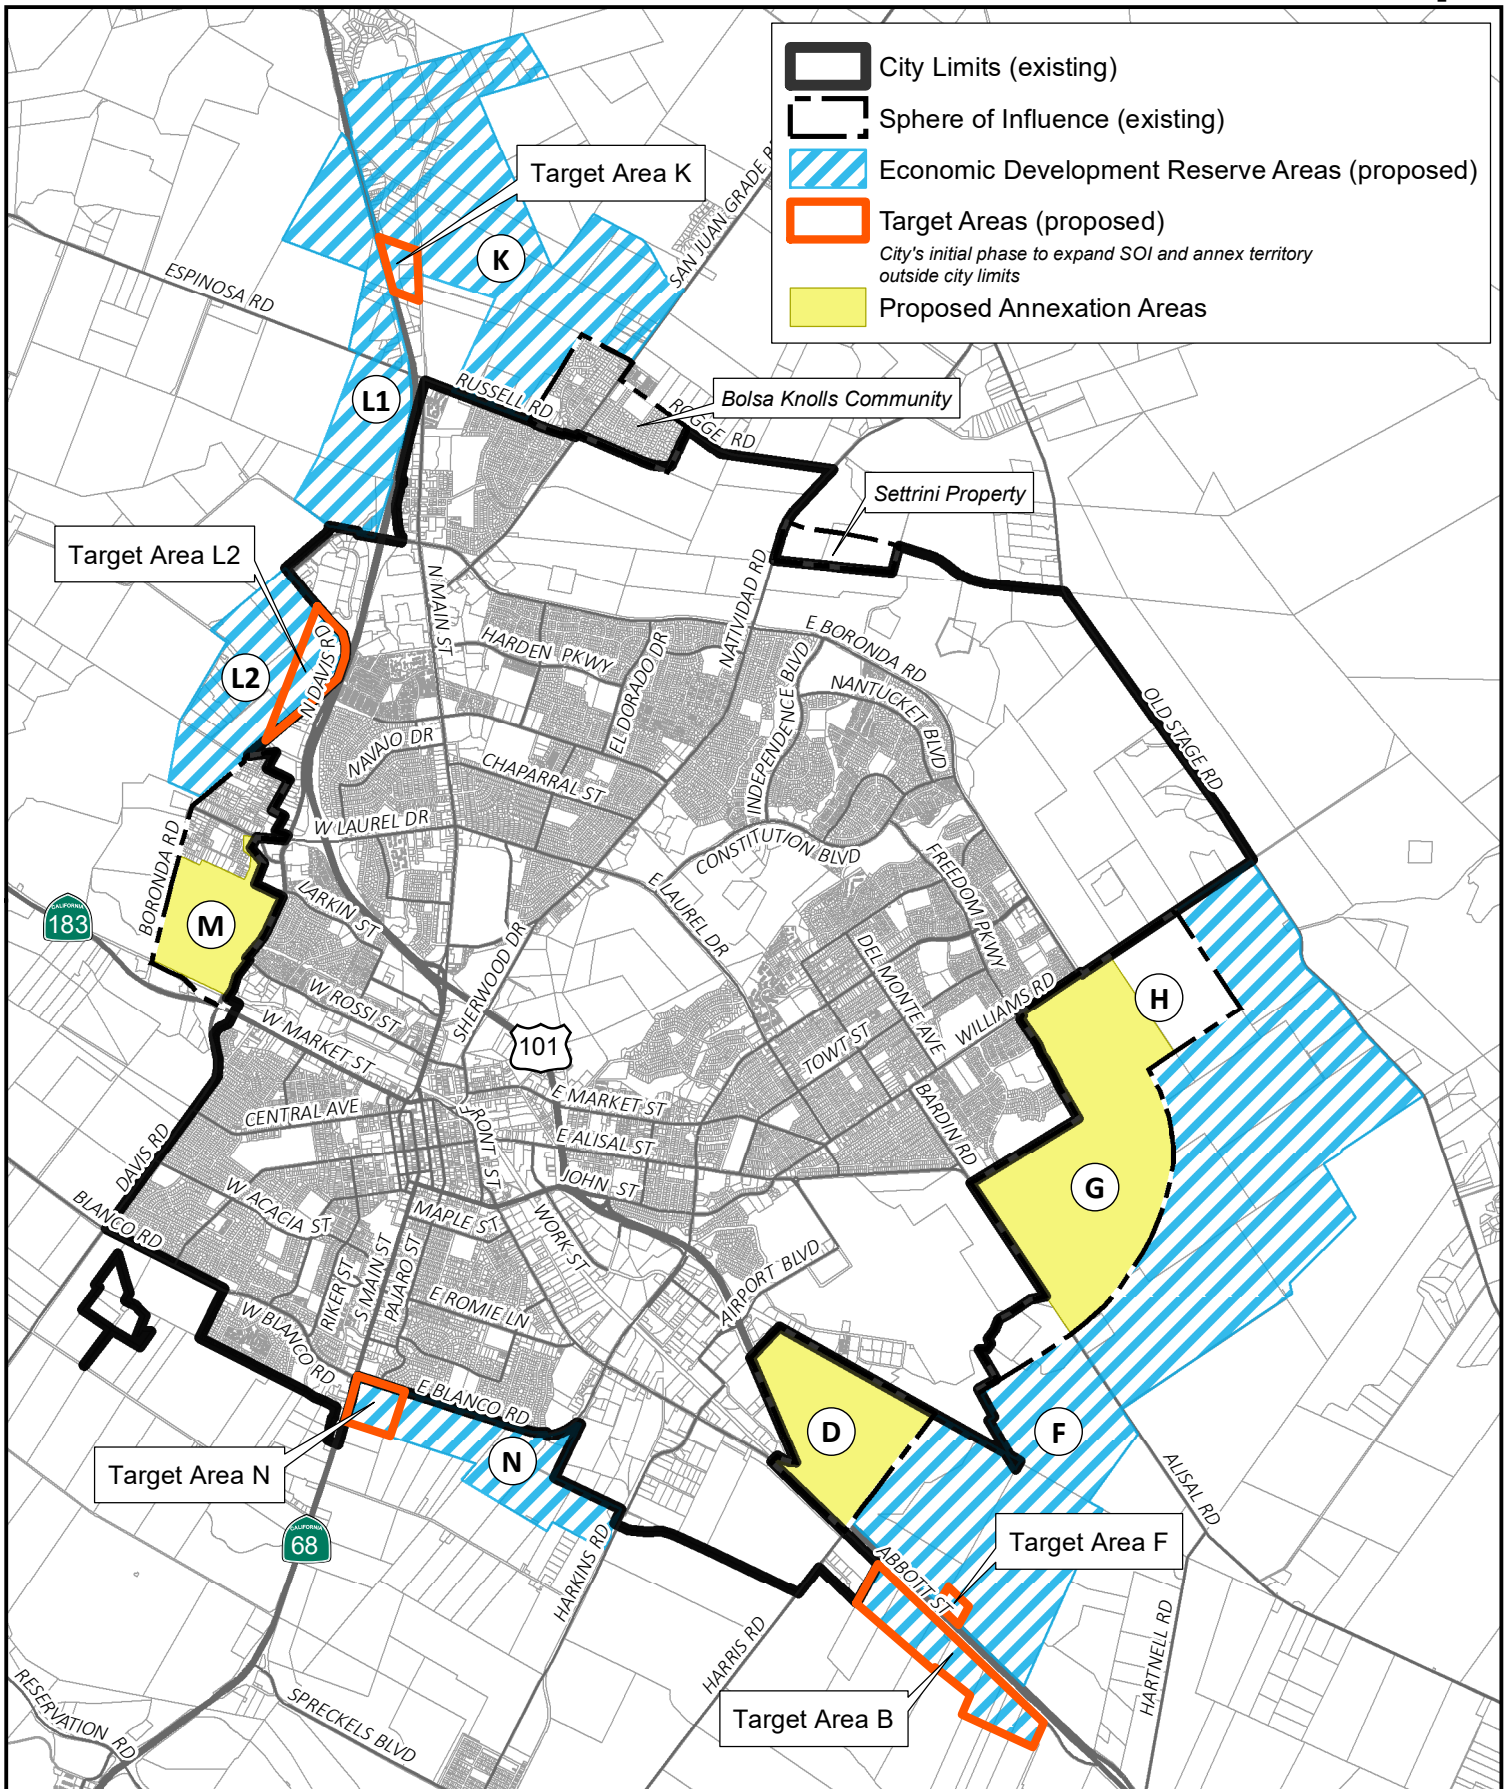 City Limits (existing)
Sphere of Influence (existing)
Economic Development Reserve Areas (proposed)
Target Areas (proposed)
City's initial phase to expand SOI and annex territory
outside city limits
Proposed Annexation Areas
Target Area K
SAN JUAN GRADE R
K
ESPINOSA RD
L1
RUSSELL RD
Bolsa Knolls Community
ROGGE RD
Settrini Property
Target Area L2
N MAIN ST
NATIVIDAD RD
HARDEN PKWY
EL DORADO DR
E BORONDA RD
INDEPENDENCE BLVD
NANTUCKET BLVD
L2
N DAVIS RD
OLD STAGE RD
NAVAJO DR
CHAPARRAL ST
W LAUREL DR
CONSTITUTION BLVD
BORONDA RD
E LAUREL DR
FREEDOM PKWY
LARKIN ST
CALIFORNIA
183
M
SHERWOOD DR
DEL MONTE AVE
H
W ROSSI ST
WILLIAMS RD
W MARKET ST
101
TOWT ST
E MARKET ST
BARDIN RD
CENTRAL AVE
FRONT ST
E ALISAL ST
DAVIS RD
JOHN ST
G
W ACACIA ST
MAPLE ST
WORK ST
BLANCO RD
AIRPORT BLVD
RIKER ST
S MAIN ST
PAJARO ST
E ROMIE LN
W BLANCO RD
E BLANCO RD
D
F
N
Target Area N
ALISAL RD
CALIFORNIA
68
HARKINS RD
ABBOTT ST
Target Area F
HARRIS RD
HARTNELL RD
RESERVATION RD
SPRECKELS BLVD
Target Area B